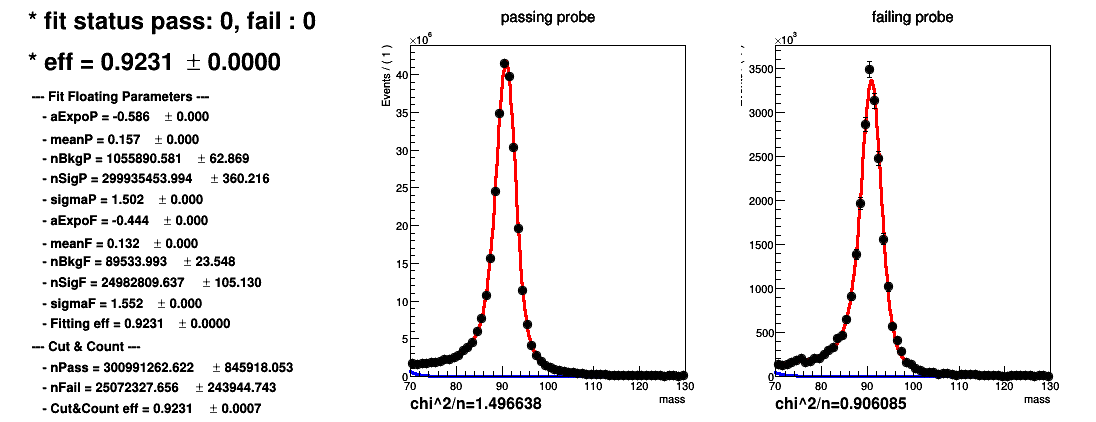 * fit status pass: 0, fail : 0
* eff = 0.9231 ± 0.0000
--- Fit Floating Parameters ---
- aExpoP = -0.586 ± 0.000
- meanP = 0.157 ± 0.000
- nBkgP = 1055890.581 ± 62.869
- nSigP = 299935453.994 ± 360.216
- sigmaP = 1.502 ± 0.000
- aExpoF = -0.444 ± 0.000
- meanF = 0.132 ± 0.000
- nBkgF = 89533.993 ± 23.548
- nSigF = 24982809.637 ± 105.130
- sigmaF = 1.552 ± 0.000
- Fitting eff = 0.9231 ± 0.0000
--- Cut & Count ---
- nPass = 300991262.622 ± 845918.053
- nFail = 25072327.656 ± 243944.743
- Cut&Count eff = 0.9231 ± 0.0007
passing probe
×10⁶
Events / ( 1 )
40
35
30
25
20
15
10
5
0
70 80 90 100 110 120 130
mass
chi^2/n=1.496638
failing probe
×10³
3500
3000
2500
2000
1500
1000
500
0
70 80 90 100 110 120 130
mass
chi^2/n=0.906085